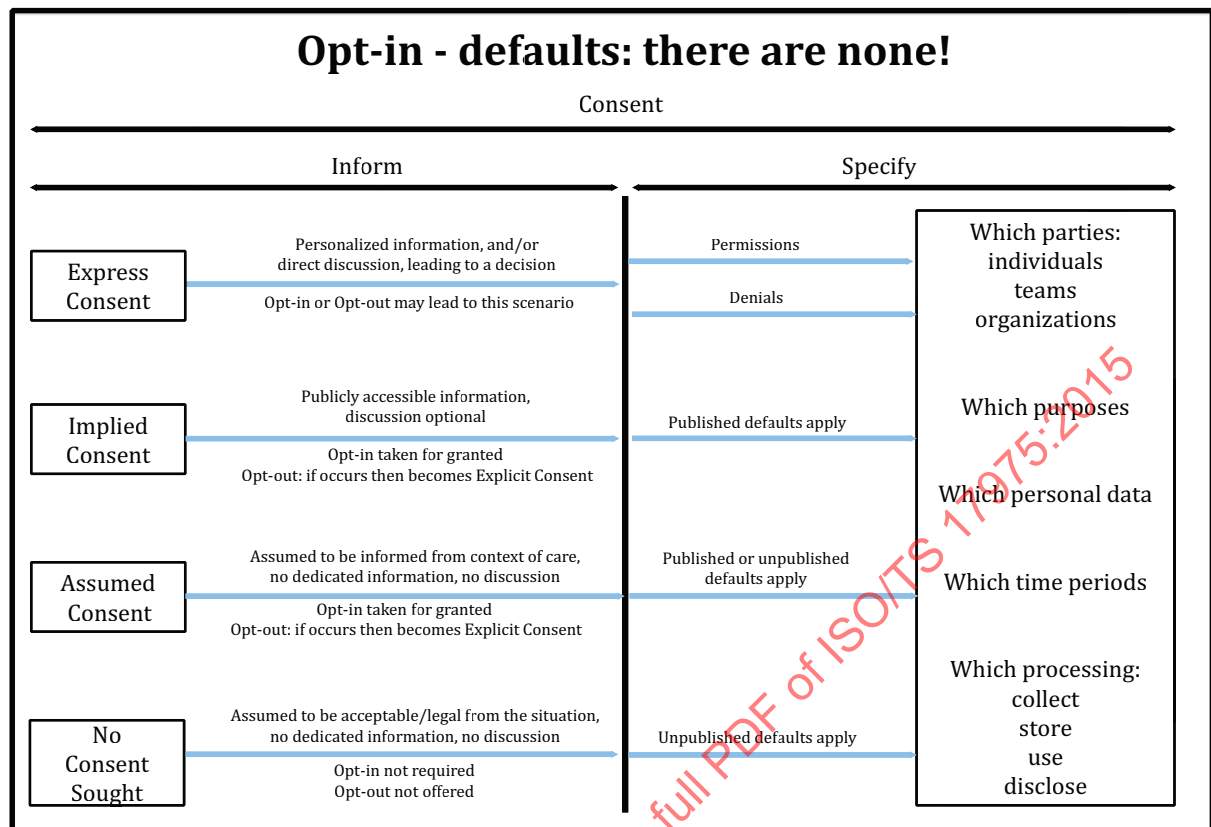 Opt-in - defaults: there are none!
Consent
Inform
Specify
Express
Consent
Personalized information, and/or
direct discussion, leading to a decision
Opt-in or Opt-out may lead to this scenario
Permissions
Denials
Which parties:
individuals
teams
organizations
Implied
Consent
Publicly accessible information,
discussion optional
Opt-in taken for granted
Opt-out: if occurs then becomes Explicit Consent
Published defaults apply
Which purposes
Which personal data
Assumed
Consent
Assumed to be informed from context of care,
no dedicated information, no discussion
Opt-in taken for granted
Opt-out: if occurs then becomes Explicit Consent
Published or unpublished
defaults apply
Which time periods
No
Consent
Sought
Assumed to be acceptable/legal from the situation,
no dedicated information, no discussion
Opt-in not required
Opt-out not offered
Unpublished defaults apply
Which processing:
collect
store
use
disclose
full PDF of ISO/TS 17975:2015